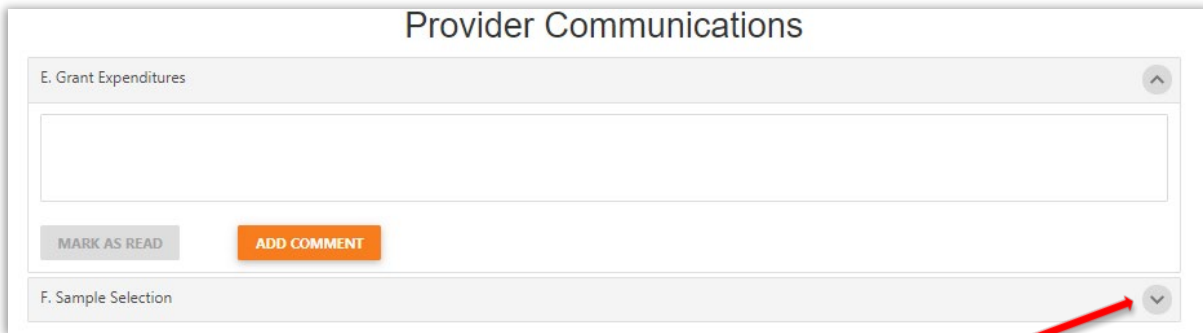 Provider Communications
E. Grant Expenditures
MARK AS READ ADD COMMENT
F. Sample Selection